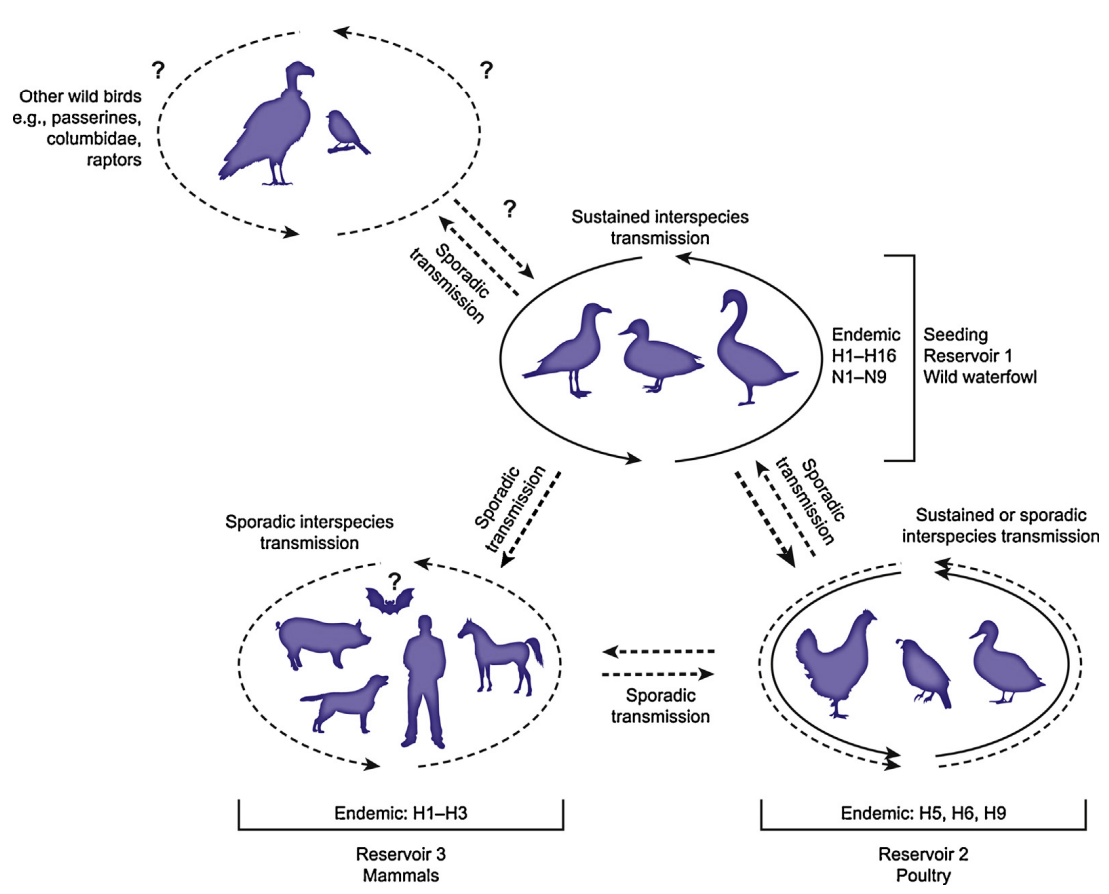 ?
?
Other wild birds
e.g., passerines,
columbidae,
raptors
?
Sporadic
transmission
Sustained interspecies
transmission
Endemic
H1–H16
N1–N9
Seeding
Reservoir 1
Wild waterfowl
Sporadic
transmission
Sporadic
transmission
Sporadic interspecies
transmission
?
Sustained or sporadic
interspecies transmission
Sporadic
transmission
Endemic: H1–H3
Reservoir 3
Mammals
Endemic: H5, H6, H9
Reservoir 2
Poultry